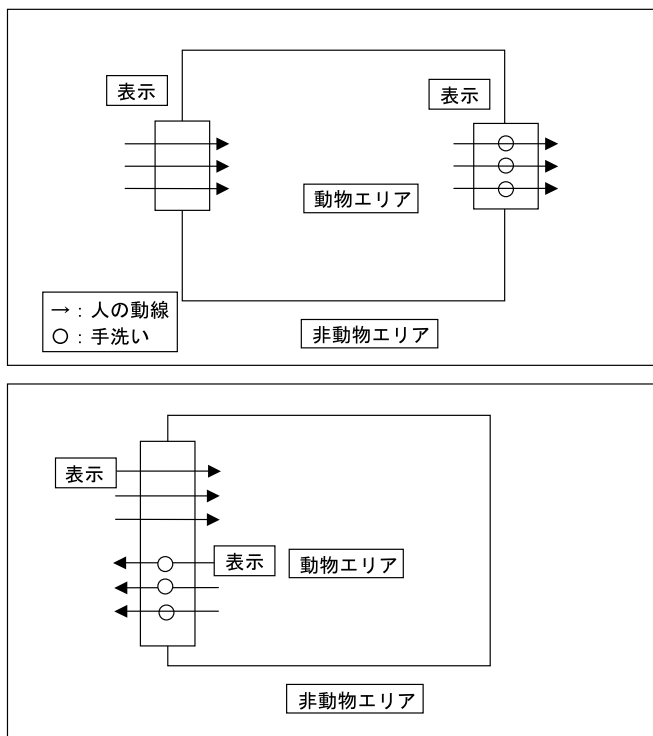 表示
表示
動物エリア
→：人の動線
○：手洗い
非動物エリア
表示
表示
動物エリア
非動物エリア